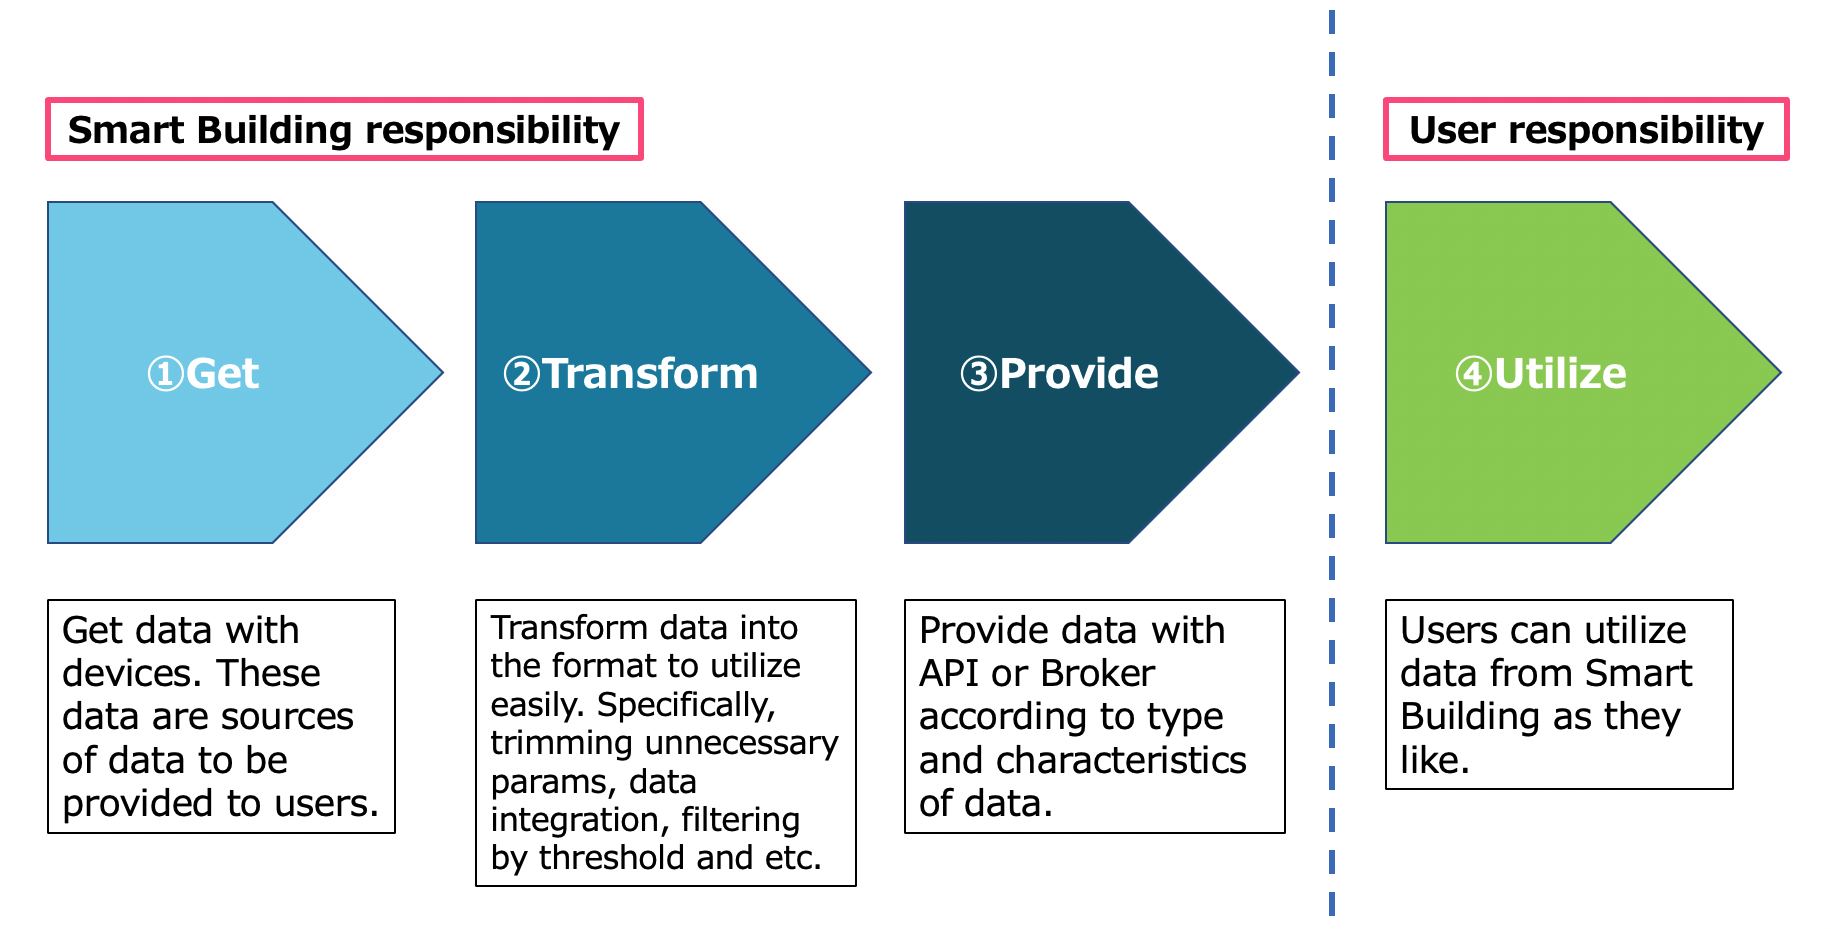 Smart Building responsibility
User responsibility
①Get
②Transform
③Provide
④Utilize
Get data with
devices. These
data are sources
of data to be
provided to users.
Transform data into
the format to utilize
easily. Specifically,
trimming unnecessary
params, data
integration, filtering
by threshold and etc.
Provide data with
API or Broker
according to type
and characteristics
of data.
Users can utilize
data from Smart
Building as they
like.